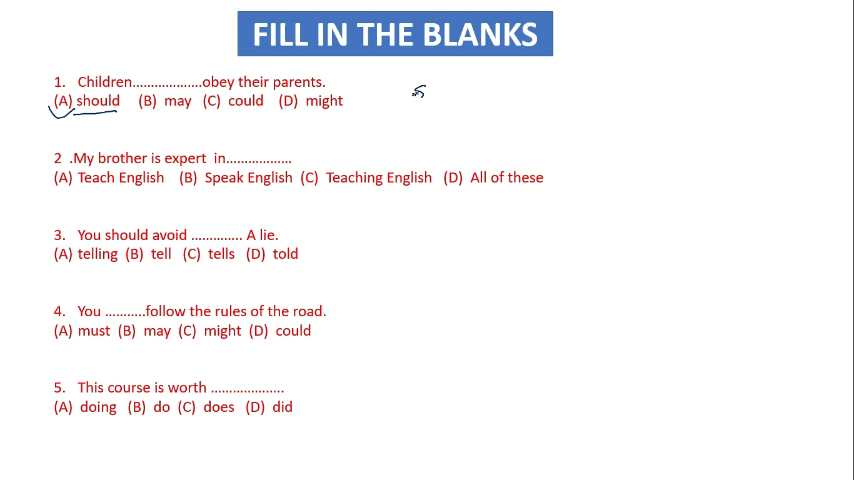 FILL IN THE BLANKS
1. Children...................obey their parents.
(A) should (B) may (C) could (D) might
2 .My brother is expert in..................
(A) Teach English (B) Speak English (C) Teaching English (D) All of these
3. You should avoid .............. A lie.
(A) telling (B) tell (C) tells (D) told
4. You ...........follow the rules of the road.
(A) must (B) may (C) might (D) could
5. This course is worth ....................
(A) doing (B) do (C) does (D) did